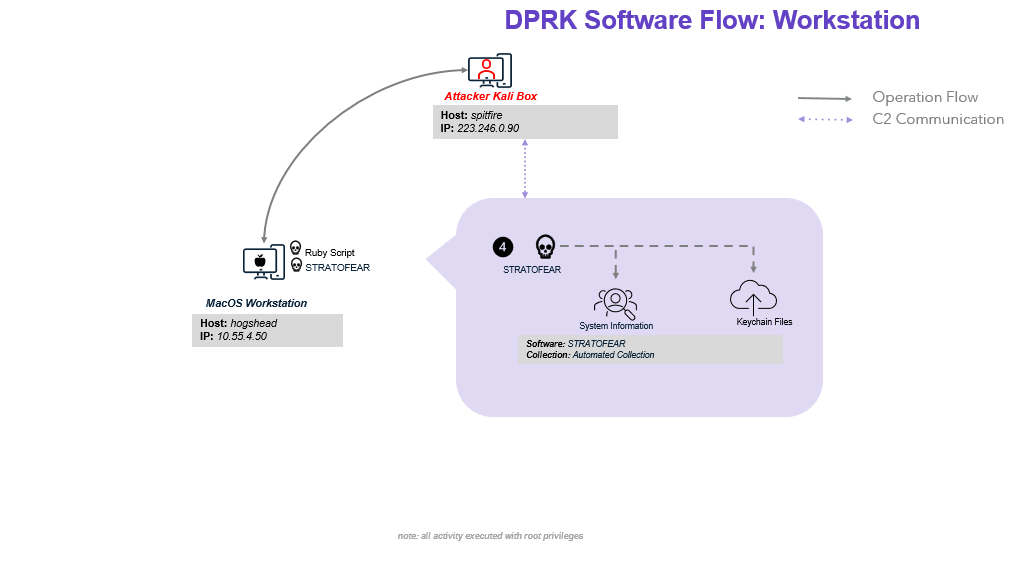 DPRK Software Flow: Workstation
Attacker Kali Box
Host: spitfire
IP: 223.246.0.90
Operation Flow
C2 Communication
Ruby Script
STRATOFEAR
MacOS Workstation
Host: hogshead
IP: 10.55.4.50
4
STRATOFEAR
System Information
Keychain Files
Software: STRATOFEAR
Collection: Automated Collection
note: all activity executed with root privileges